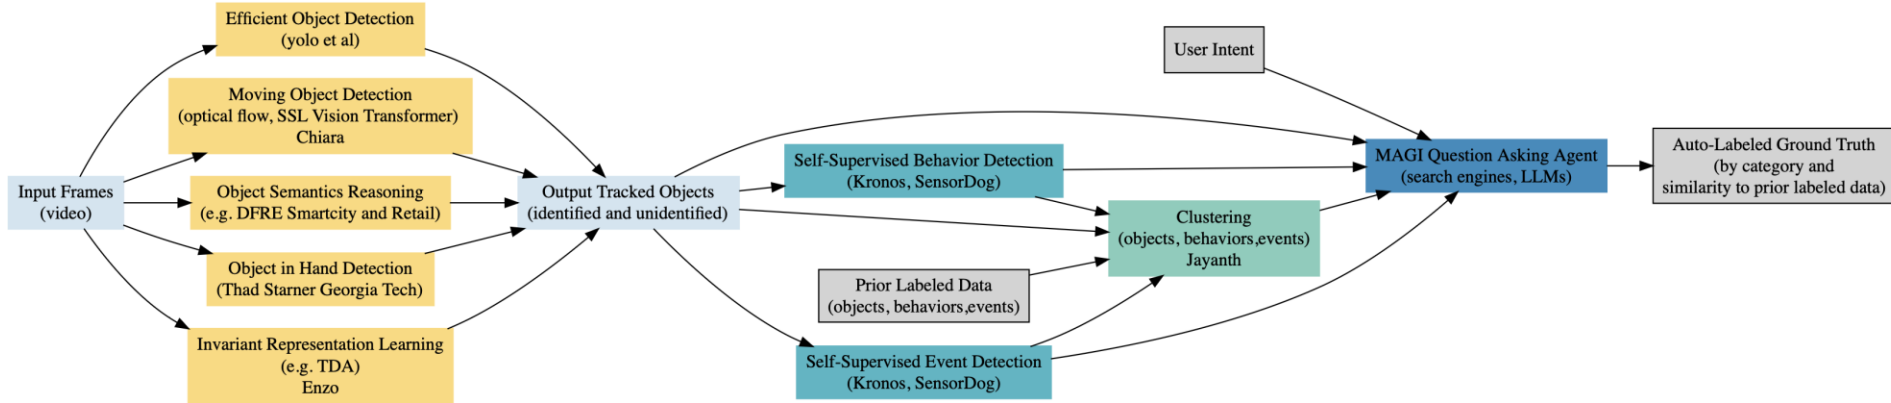 Efficient Object Detection
(yolo et al)
Moving Object Detection
(optical flow, SSL Vision Transformer)
Chiara
Input Frames
(video)
Object Semantics Reasoning
(e.g. DFRE Smartcity and Retail)
Object in Hand Detection
(Thad Starner Georgia Tech)
Invariant Representation Learning
(e.g. TDA)
Enzo
Output Tracked Objects
(identified and unidentified)
Self-Supervised Behavior Detection
(Kronos, SensorDog)
Prior Labeled Data
(objects, behaviors,events)
Self-Supervised Event Detection
(Kronos, SensorDog)
Clustering
(objects, behaviors,events)
Jayanth
User Intent
MAGI Question Asking Agent
(search engines, LLMs)
Auto-Labeled Ground Truth
(by category and
similarity to prior labeled data)